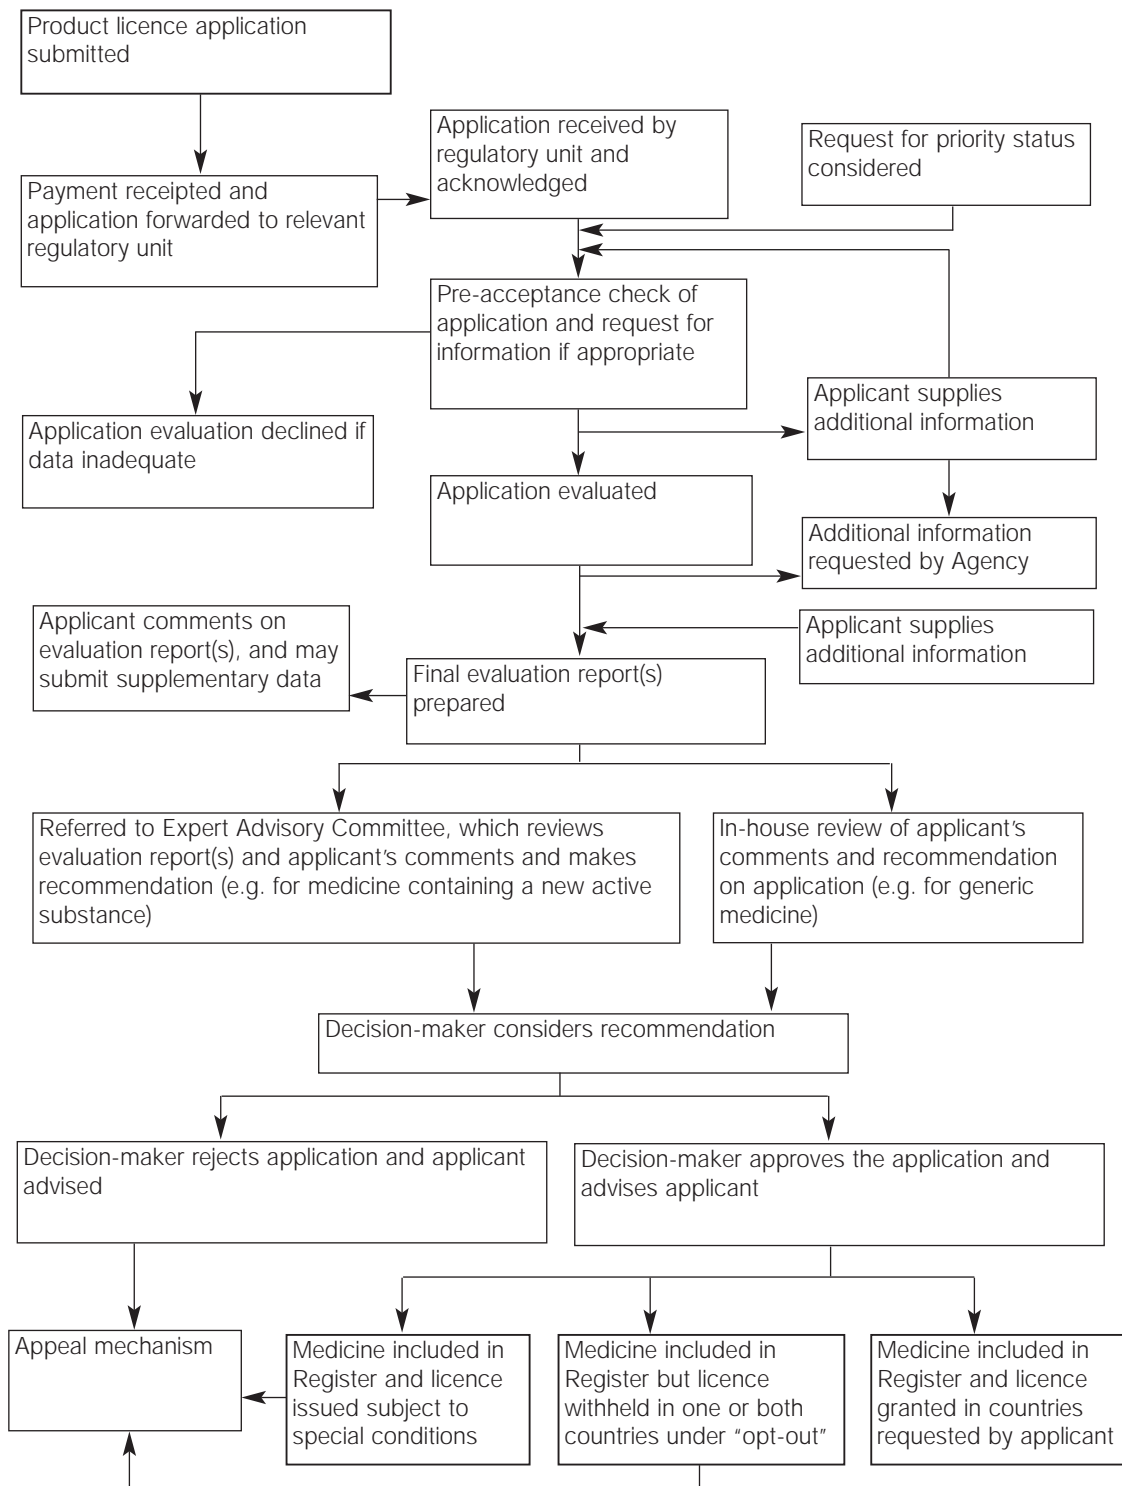 Product licence application
submitted
Application received by
regulatory unit and
acknowledged
Request for priority status
considered
Payment receipted and
application forwarded to relevant
regulatory unit
Pre-acceptance check of
application and request for
information if appropriate
Applicant supplies
additional information
Application evaluation declined if
data inadequate
Application evaluated
Additional information
requested by Agency
Applicant comments on
evaluation report(s), and may
submit supplementary data
Applicant supplies
additional information
Final evaluation report(s)
prepared
Referred to Expert Advisory Committee, which reviews
evaluation report(s) and applicant's comments and makes
recommendation (e.g. for medicine containing a new active
substance)
In-house review of applicant's
comments and recommendation
on application (e.g. for generic
medicine)
Decision-maker considers recommendation
Decision-maker rejects application and applicant
advised
Decision-maker approves the application and
advises applicant
Appeal mechanism
Medicine included in
Register and licence
issued subject to
special conditions
Medicine included in
Register but licence
withheld in one or both
countries under "opt-out"
Medicine included in
Register and licence
granted in countries
requested by applicant